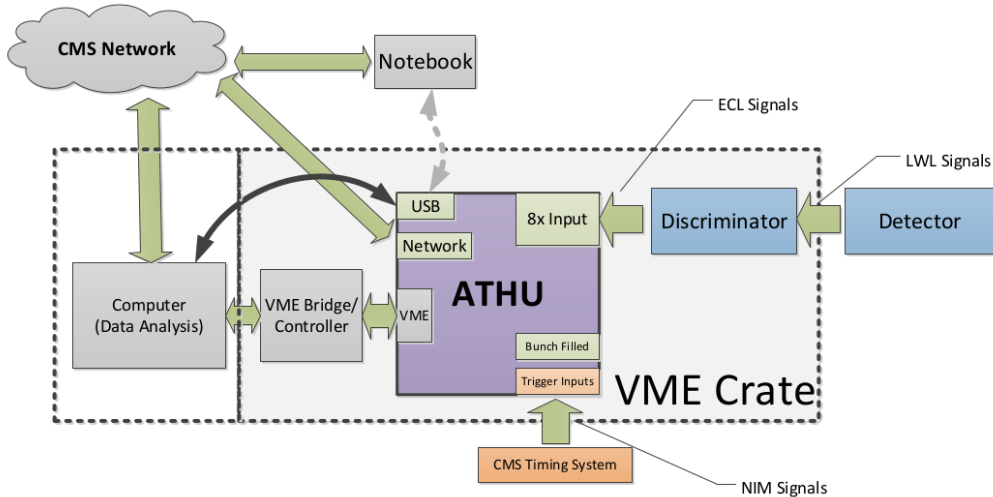 CMS Network
Notebook
ECL Signals
LWL Signals
USB
8x Input
Discriminator
Detector
Network
ATHU
Computer
(Data Analysis)
VME Bridge/
Controller
VME
Bunch Filled
Trigger Inputs
VME Crate
CMS Timing System
NIM Signals